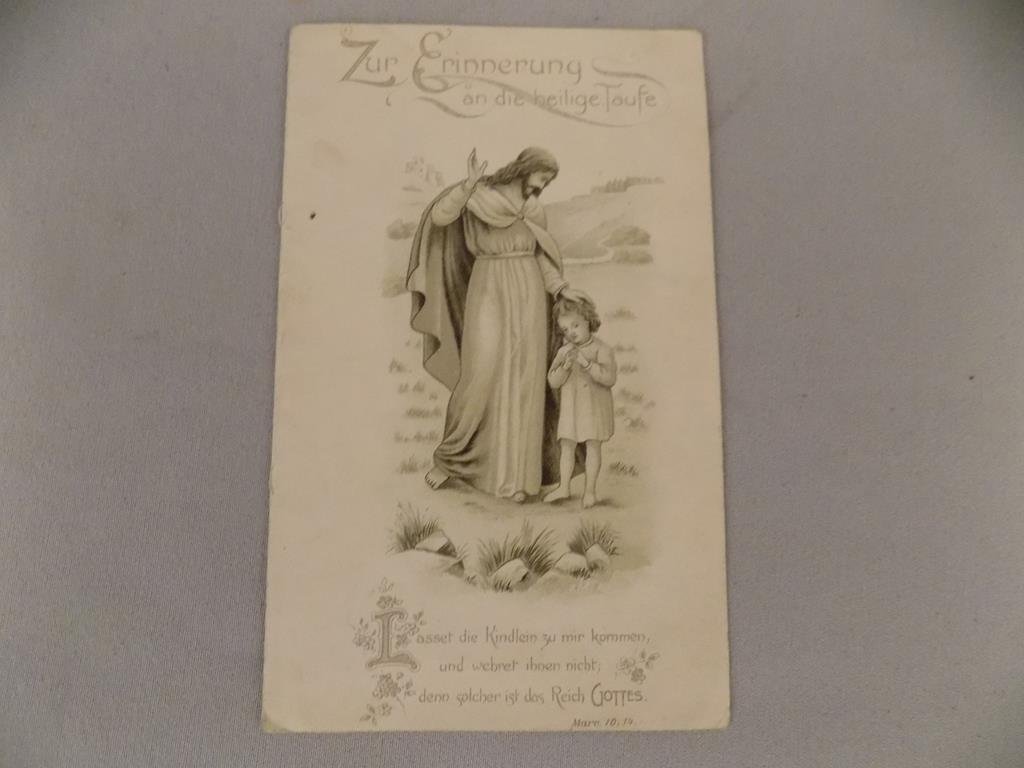 Zur Erinnerung
an die heilige Taufe
Lasset die Kindlein zu mir kommen,
und wehret ihnen nicht;
denn solcher ist das Reich GOTTES.
Marc. 10, 14.